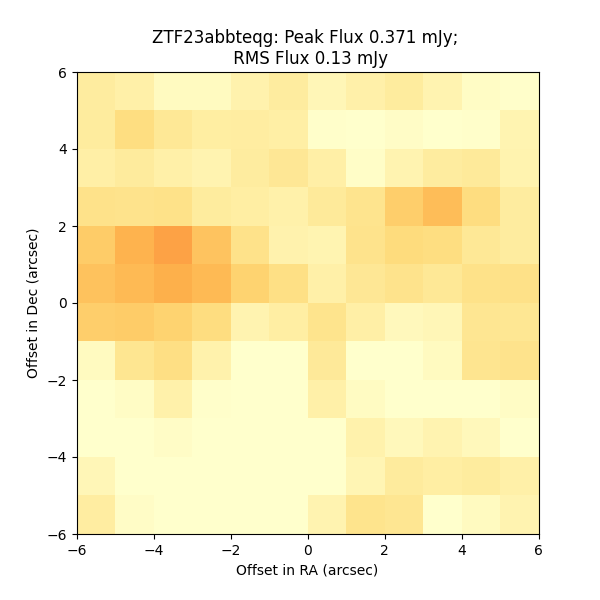 ZTF23abbteqg: Peak Flux 0.371 mJy;
RMS Flux 0.13 mJy
6
4
2
0
−2
−4
−6
Offset in Dec (arcsec)
−6 −4 −2 0 2 4 6
Offset in RA (arcsec)